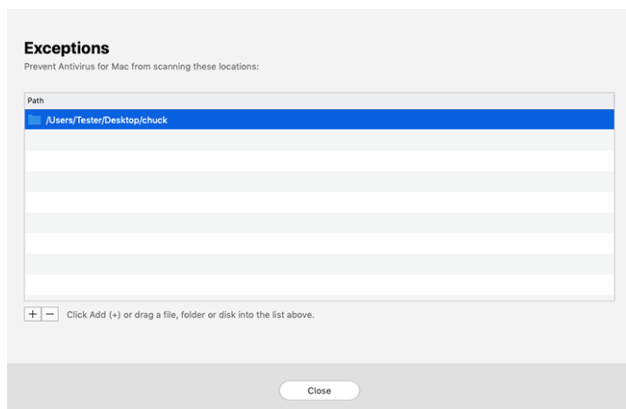 Exceptions
Prevent Antivirus for Mac from scanning these locations:
Path
/Users/Tester/Desktop/chuck
+ − Click Add (+) or drag a file, folder or disk into the list above.
Close